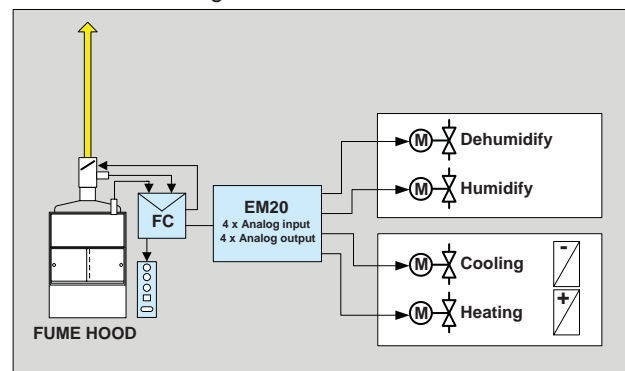 M Dehumidify
M Humidify
FC
EM20
4 x Analog input
4 x Analog output
M Cooling -
M Heating +
FUME HOOD